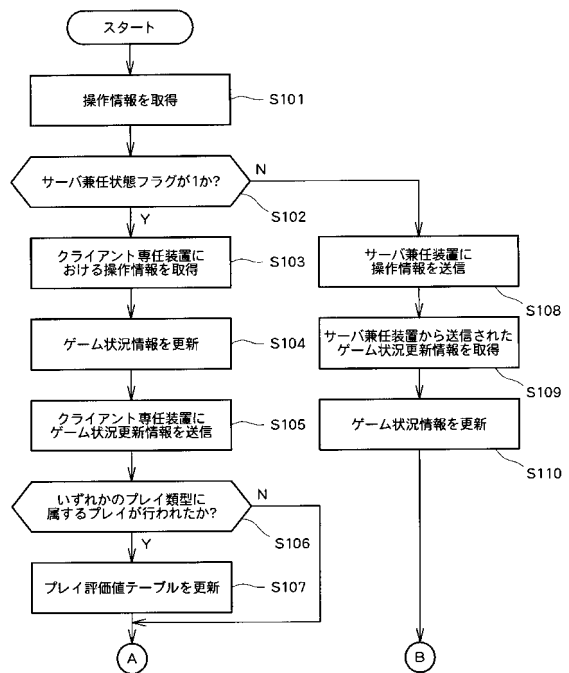 スタート
操作情報を取得
S101
サーバ兼任状態フラグが1か?
N
S102
Y
クライアント専任装置に
おける操作情報を取得
S103
ゲーム状況情報を更新
S104
クライアント専任装置に
ゲーム状況更新情報を送信
S105
いずれかのプレイ類型に
属するプレイが行われたか?
N
S106
Y
プレイ評価値テーブルを更新
S107
A
サーバ兼任装置に
操作情報を送信
S108
サーバ兼任装置から送信された
ゲーム状況更新情報を取得
S109
ゲーム状況情報を更新
S110
B